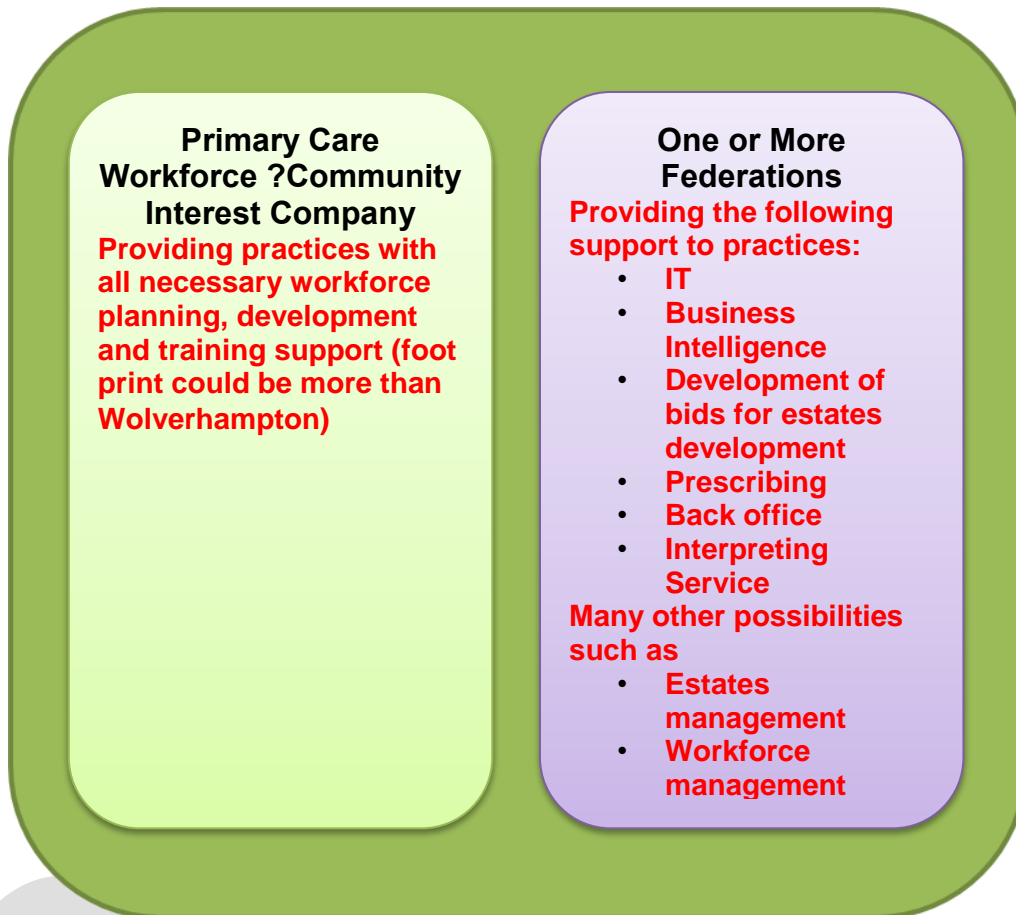 Primary Care
Workforce ?Community
Interest Company
Providing practices with
all necessary workforce
planning, development
and training support (foot
print could be more than
Wolverhampton)
One or More
Federations
Providing the following
support to practices:
• IT
• Business
Intelligence
• Development of
bids for estates
development
• Prescribing
• Back office
• Interpreting
Service
Many other possibilities
such as
• Estates
management
• Workforce
management